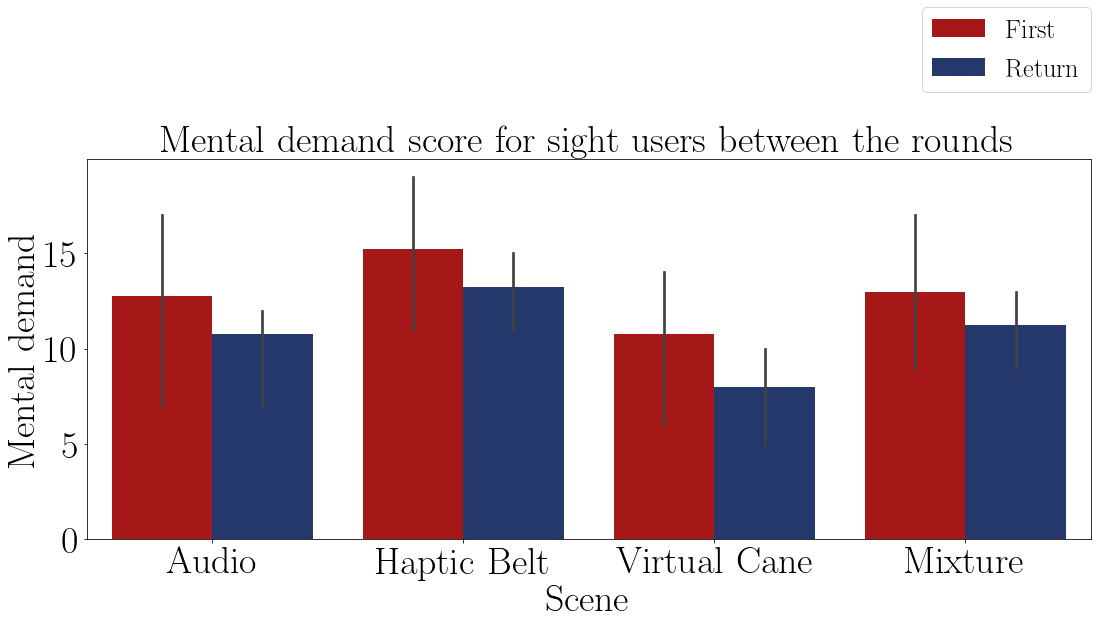 First
Return
Mental demand score for sight users between the rounds
Mental demand
15
10
5
0
Audio
Haptic Belt
Virtual Cane
Mixture
Scene